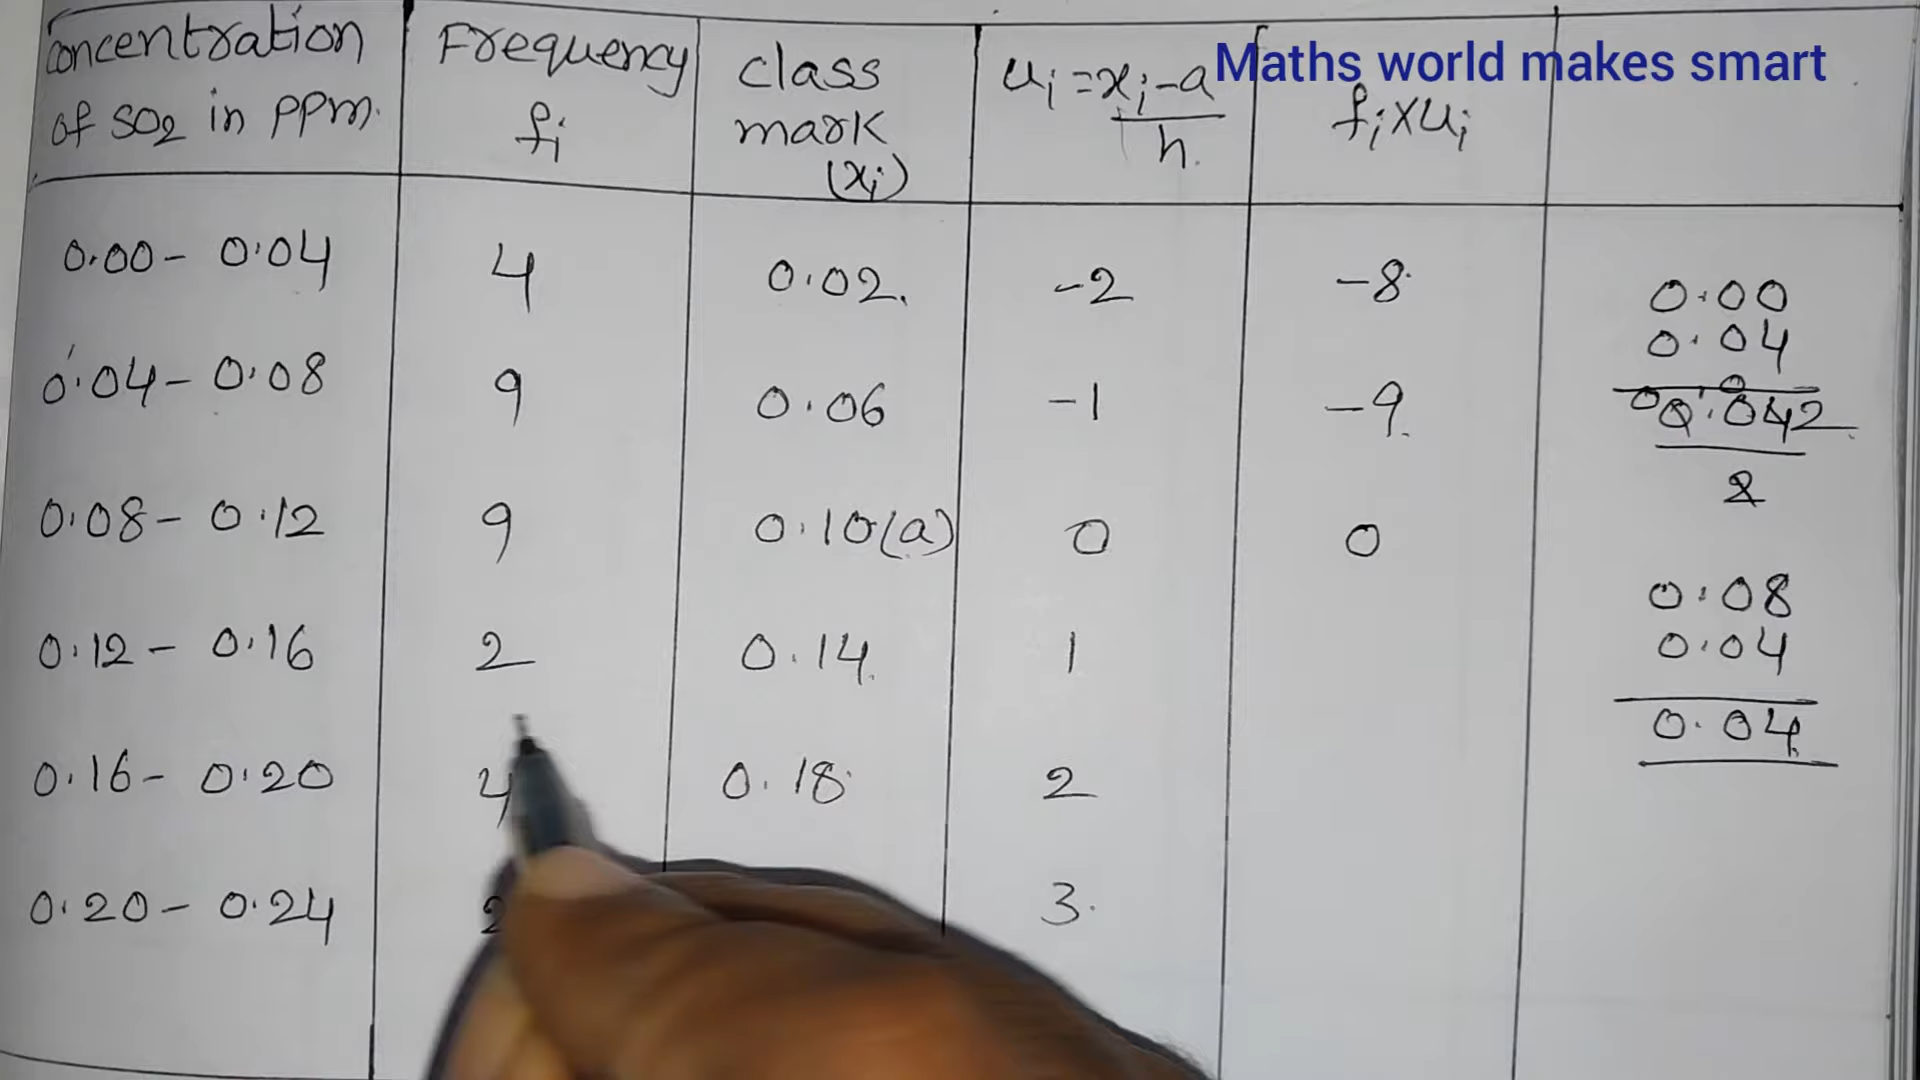 Concentration of SO2 in PPm.
Frequency fi
class mark (xi)
ui = xi-a / h.
fi×ui
Maths world makes smart
0.00 - 0.04 4 0.02. -2 -8
0.04 - 0.08 9 0.06 -1 -9.
0.08 - 0.12 9 0.10(a) 0 0
0.12 - 0.16 2 0.14. 1
0.16 - 0.20 4 0.18 2
0.20 - 0.24 2 3.
0.00
0.04
2
0.08
0.04
0.04